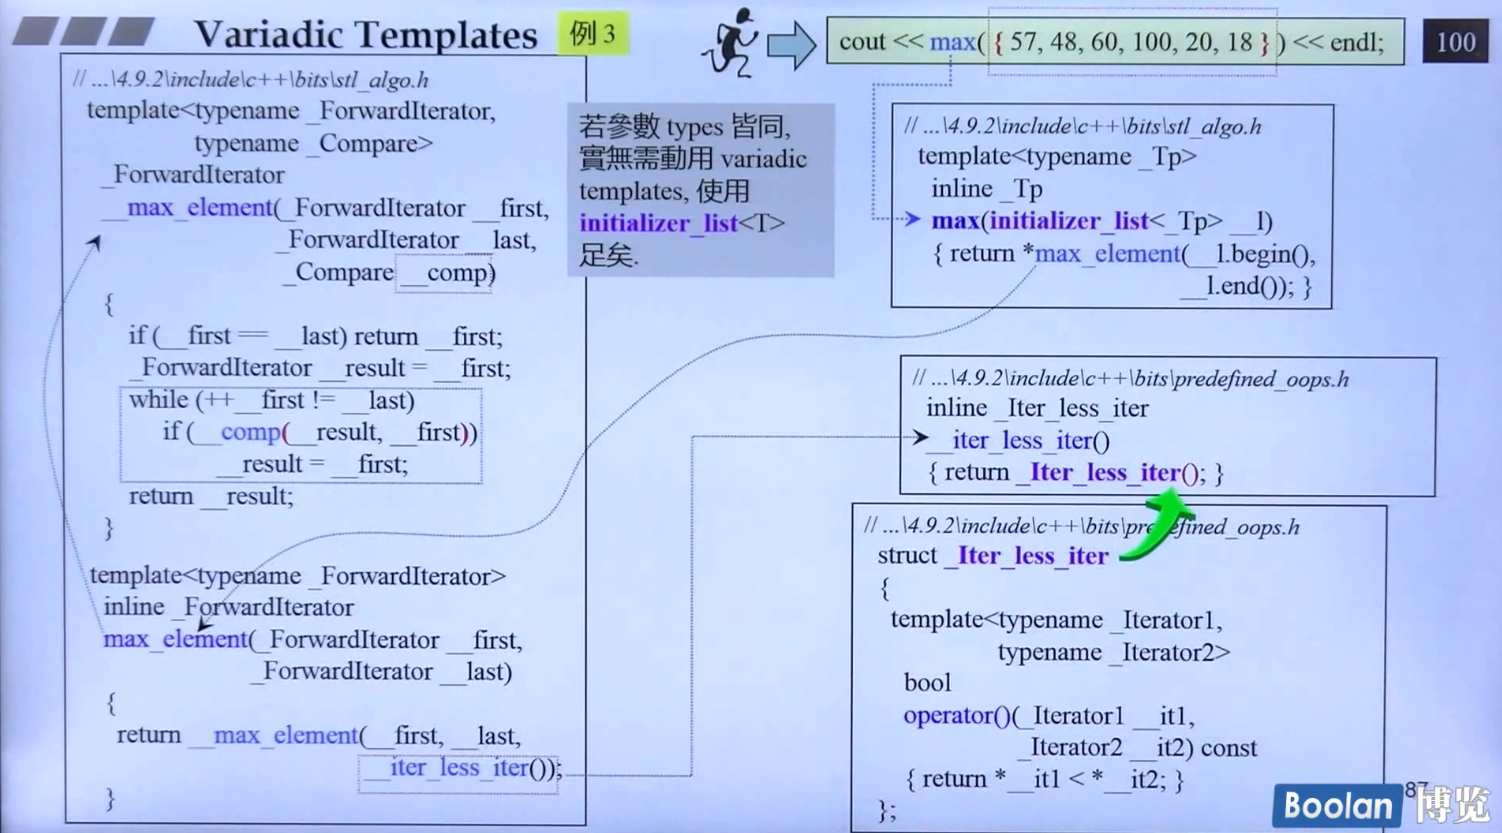 Variadic Templates
例 3
cout << max( { 57, 48, 60, 100, 20, 18 } ) << endl;
100
// ...\4.9.2\include\c++\bits\stl_algo.h
template<typename _ForwardIterator,
typename _Compare>
_ForwardIterator
__max_element(_ForwardIterator __first,
_ForwardIterator __last,
_Compare __comp)
{
if (__first == __last) return __first;
_ForwardIterator __result = __first;
while (++__first != __last)
if (__comp(__result, __first))
__result = __first;
return __result;
}
template<typename _ForwardIterator>
inline _ForwardIterator
max_element(_ForwardIterator __first,
_ForwardIterator __last)
{
return __max_element(__first, __last,
__iter_less_iter());
}
若參數 types 皆同,
實無需動用 variadic
templates, 使用
initializer_list<T>
足矣.
// ...\4.9.2\include\c++\bits\stl_algo.h
template<typename _Tp>
inline _Tp
max(initializer_list<_Tp> __l)
{ return *max_element(__l.begin(),
__l.end()); }
// ...\4.9.2\include\c++\bits\predefined_oops.h
inline _Iter_less_iter
__iter_less_iter()
{ return _Iter_less_iter(); }
// ...\4.9.2\include\c++\bits\predefined_oops.h
struct _Iter_less_iter
{
template<typename _Iterator1,
typename _Iterator2>
bool
operator()(_Iterator1 __it1,
_Iterator2 __it2) const
{ return *__it1 < *__it2; }
};
87
Boolan 博览